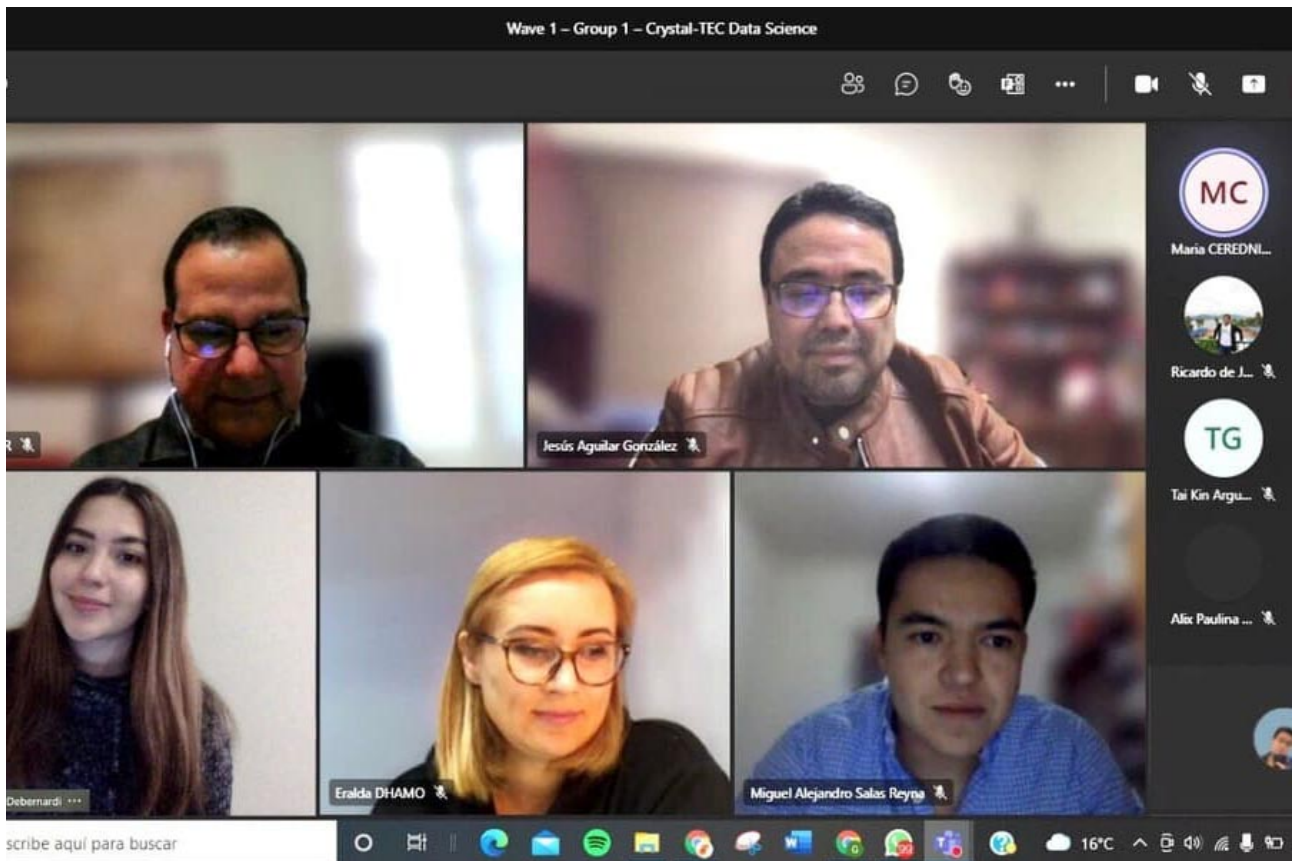 Wave 1 – Group 1 – Crystal-TEC Data Science
MC
Maria CEREDNI...
Ricardo de J...
R
Jesús Aguilar González
TG
Tai Kin Argu...
Alix Paulina ...
Debernardi ...
Eralda DHAMO
Miguel Alejandro Salas Reyna
scribe aquí para buscar
W
G
99
T
16°C